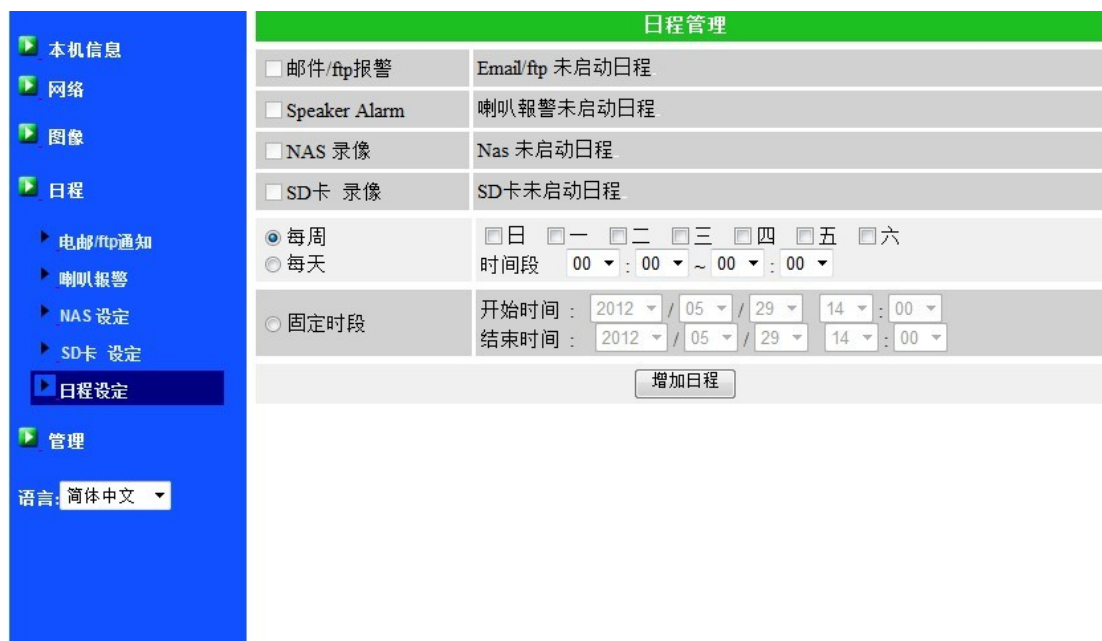 本机信息
网络
图像
日程
电邮/ftp通知
喇叭報警
NAS 设定
SD卡 设定
日程设定
管理
语言: 简体中文
日程管理
邮件/ftp报警 Email/ftp 未启动日程
Speaker Alarm 喇叭報警未启动日程
NAS 录像 Nas 未启动日程
SD卡 录像 SD卡未启动日程
每周 日 一 二 三 四 五 六
每天 时间段 00 : 00 ~ 00 : 00
固定时段
开始时间 : 2012 / 05 / 29 14 : 00
结束时间 : 2012 / 05 / 29 14 : 00
增加日程